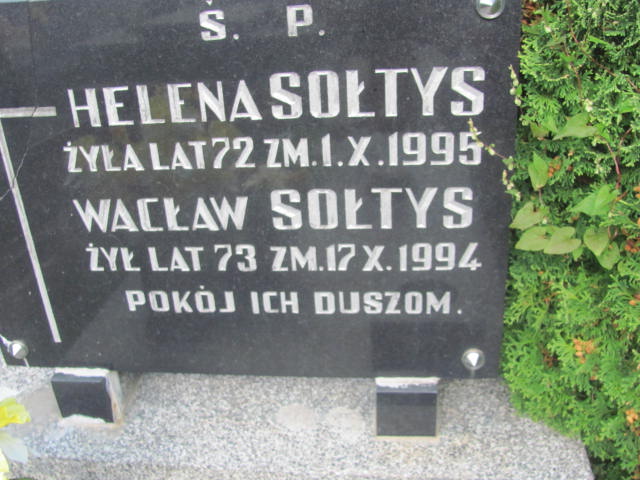 Ś. P.
HELENA SOŁTYS
ŻYŁA LAT 72 ZM.1.X.1995
WACŁAW SOŁTYS
ŻYŁ LAT 73 ZM.17 X.1994
POKÓJ ICH DUSZOM.